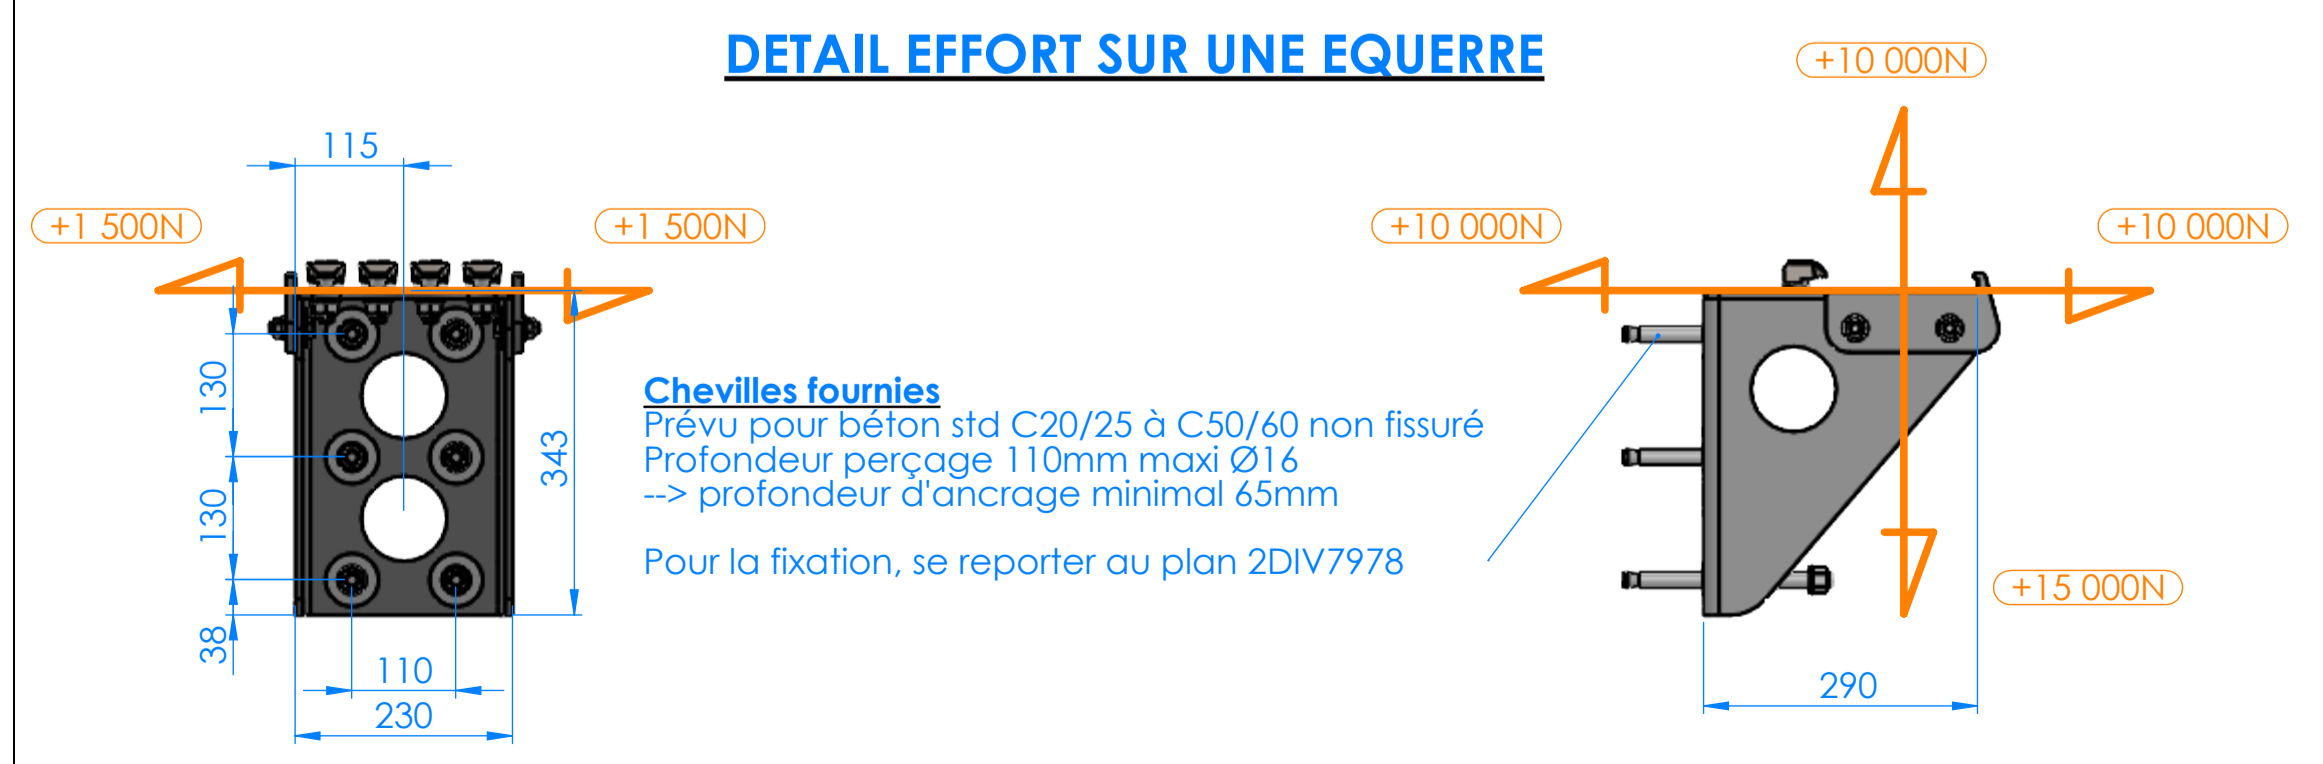 DETAIL EFFORT SUR UNE EQUERRE
+10 000N
115
+1 500N
+1 500N
+10 000N
+10 000N
130
130
38
343
110
230
Chevilles fournies
Prévu pour béton std C20/25 à C50/60 non fissuré
Profondeur perçage 110mm maxi Ø16
--> profondeur d'ancrage minimal 65mm
Pour la fixation, se reporter au plan 2DIV7978
+15 000N
290